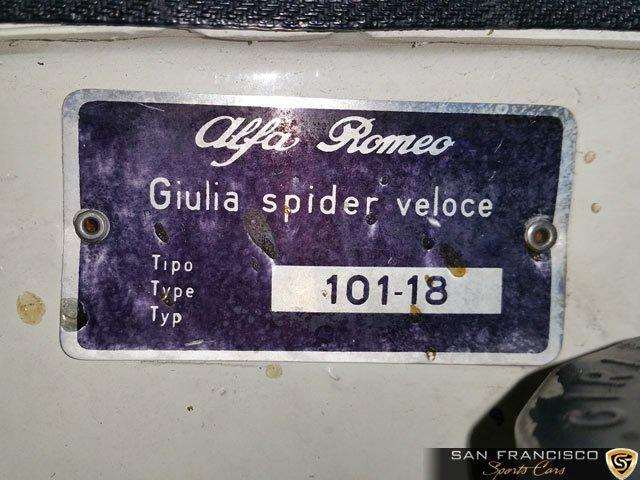 Alfa Romeo
Giulia spider veloce
Tipo
Type 101-18
Typ
SAN FRANCISCO
Sports Cars